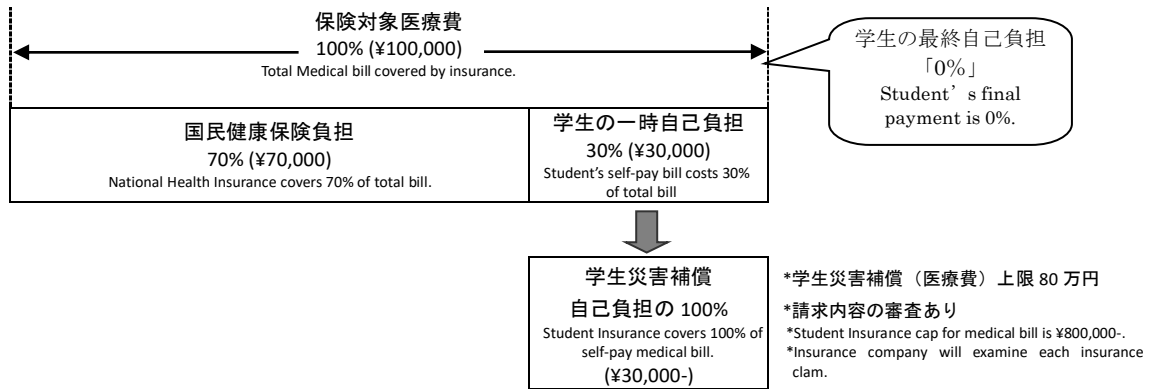 保険対象医療費
100% (¥100,000)
Total Medical bill covered by insurance.
学生の最終自己負担
「0%」
Student's final
payment is 0%.
国民健康保険負担
70% (¥70,000)
National Health Insurance covers 70% of total bill.
学生の一時自己負担
30% (¥30,000)
Student's self-pay bill costs 30%
of total bill
学生災害補償
自己負担の 100%
Student Insurance covers 100% of
self-pay medical bill.
(¥30,000-)
*学生災害補償（医療費）上限 80 万円
*請求内容の審査あり
*Student Insurance cap for medical bill is ¥800,000-.
*Insurance company will examine each insurance
clam.